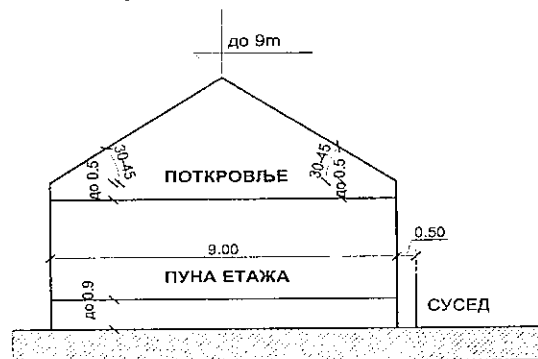 до 9m
30-45
30-45
до 0.5
до 0.5
ПОТКРОВЉЕ
9.00
0.50
ПУНА ЕТАЖА
до 0.9
СУСЕД